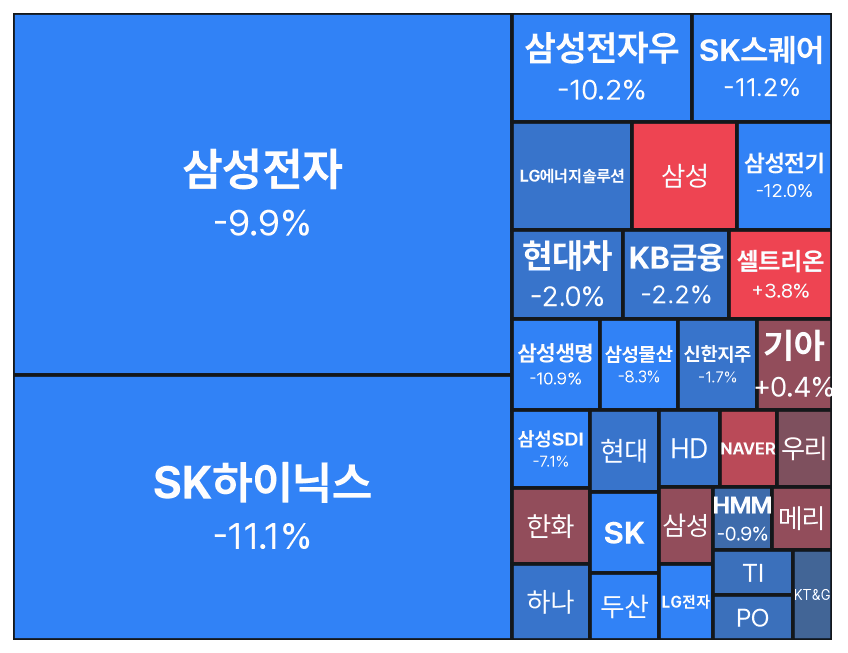 삼성전자
-9.9%
SK하이닉스
-11.1%
삼성전자우
-10.2%
SK스퀘어
-11.2%
LG에너지솔루션
삼성
삼성전기
-12.0%
현대차
-2.0%
KB금융
-2.2%
셀트리온
+3.8%
삼성생명
-10.9%
삼성물산
-8.3%
신한지주
-1.7%
기아
+0.4%
삼성SDI
-7.1%
현대
HD
NAVER
우리
한화
SK
삼성
HMM
-0.9%
메리
하나
두산
LG전자
TI
PO
KT&G